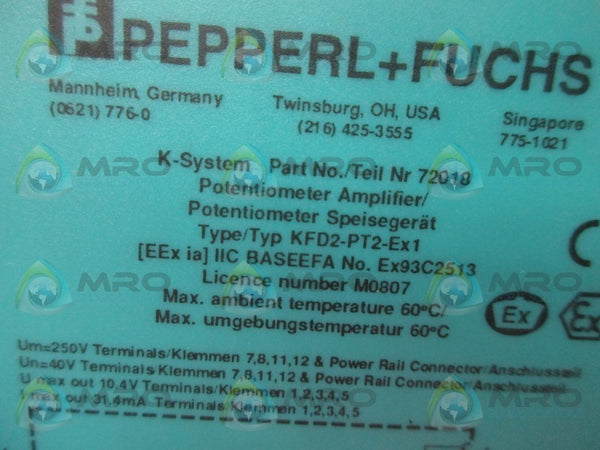 PEPPERL+FUCHS
Mannheim, Germany
(0621) 776-0
Twinsburg, OH, USA
(216) 425-3555
Singapore
775-1021
K-System Part No./Teil Nr 72018
Potentiometer Amplifier/
Potentiometer Speisegerät
Type/Typ KFD2-PT2-Ex1
[EEx ia] IIC BASEEFA No. Ex93C2513
Licence number M0807
Max. ambient temperature 60°C/
Max. umgebungstemperatur 60°C
Ex
Ex
Um=250V Terminals/Klemmen 7,8,11,12 & Power Rail Connector/Anschlussteil
Un=40V Terminals/Klemmen 7,8,11,12 & Power Rail Connector/Anschlussteil
U max out 10.4V Terminals/Klemmen 1,2,3,4,5
I max out 31.4mA Terminals Klemmen 1,2,3,4,5
MRO